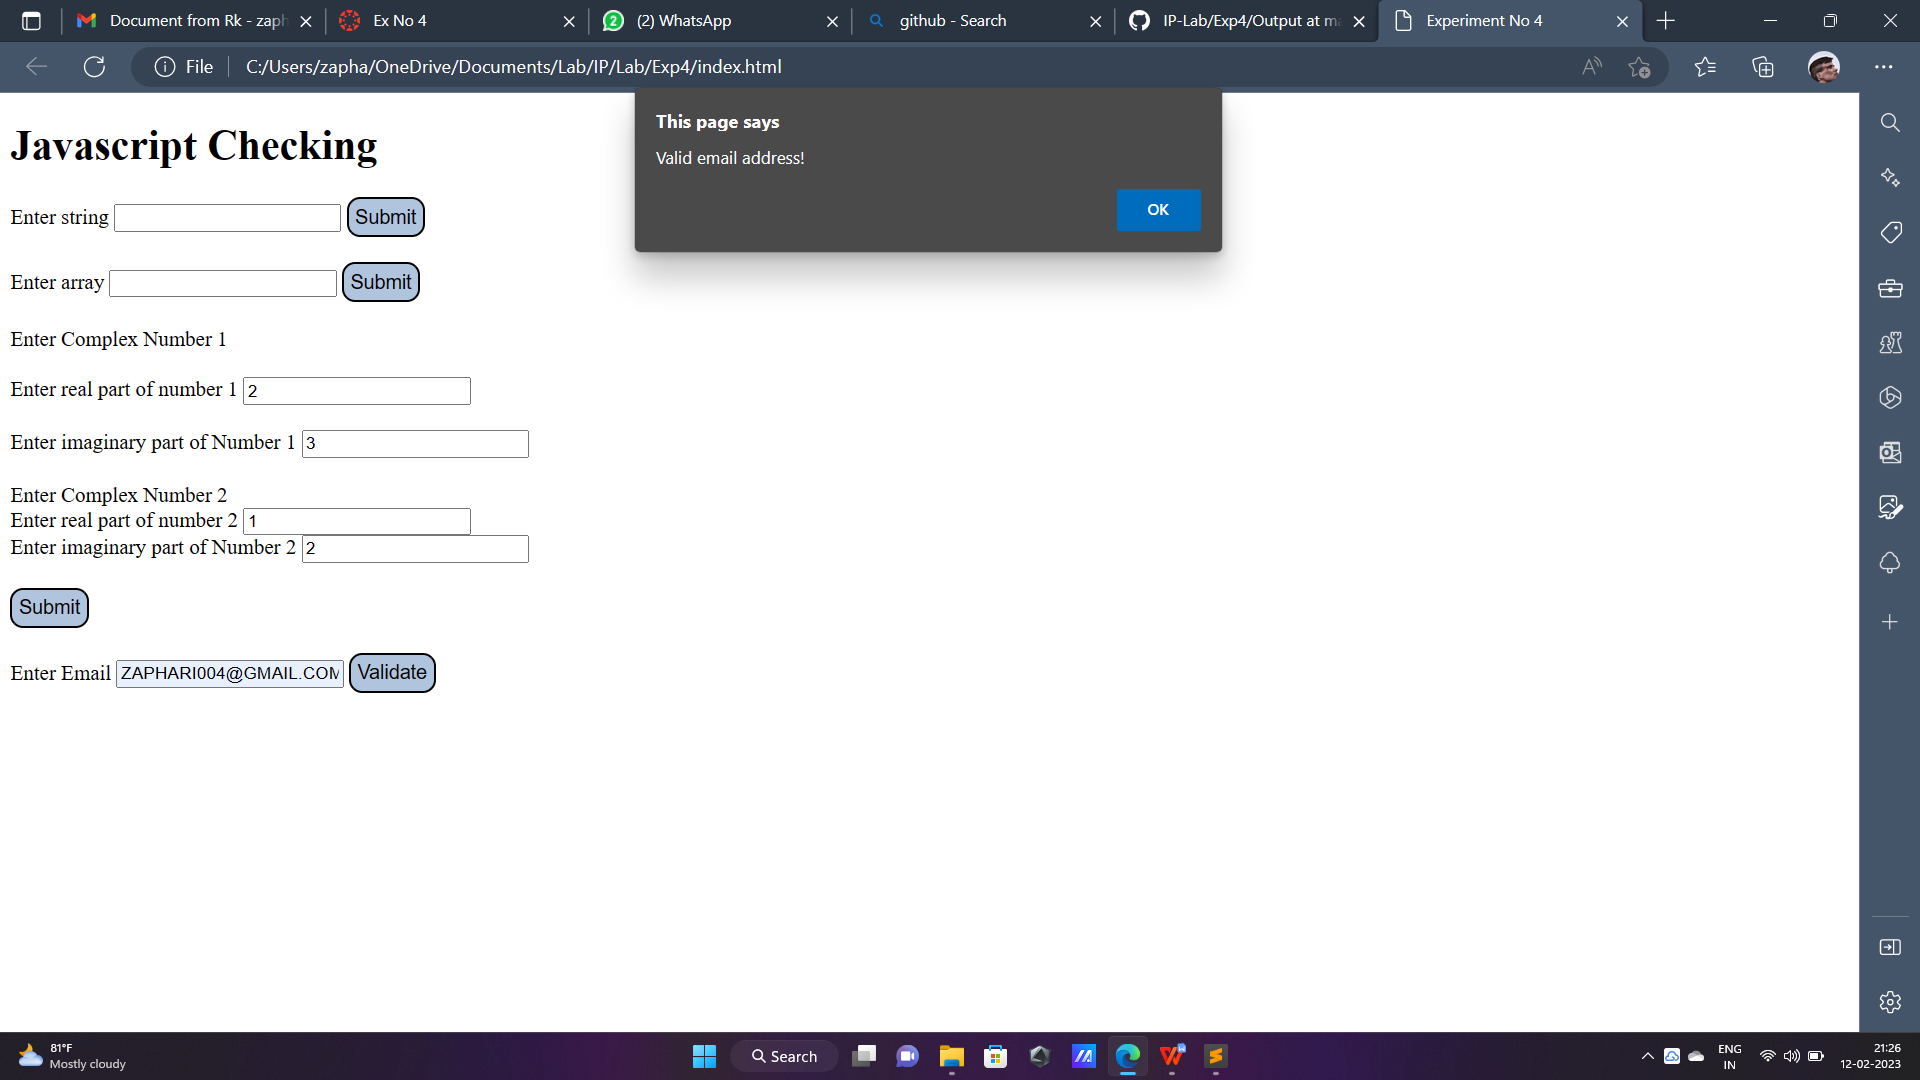 Document from Rk - zaph
Ex No 4
(2) WhatsApp
github - Search
IP-Lab/Exp4/Output at ma
Experiment No 4
File
C:/Users/zapha/OneDrive/Documents/Lab/IP/Lab/Exp4/index.html
This page says
Valid email address!
OK
Javascript Checking
Enter string Submit
Enter array Submit
Enter Complex Number 1
Enter real part of number 1 2
Enter imaginary part of Number 1 3
Enter Complex Number 2
Enter real part of number 2 1
Enter imaginary part of Number 2 2
Submit
Enter Email ZAPHARI004@GMAIL.COM Validate
81°F
Mostly cloudy
Search
ENG
IN
21:26
12-02-2023